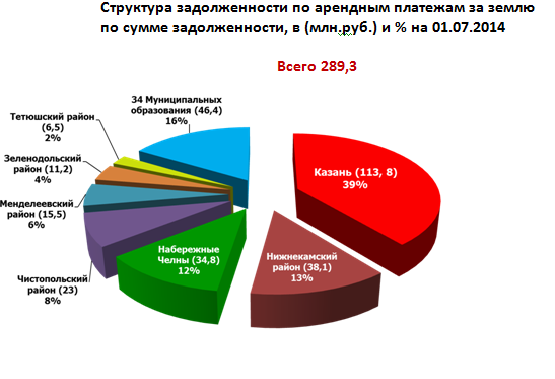 Структура задолженности по арендным платежам за землю
по сумме задолженности, в (млн.руб.) и % на 01.07.2014
Всего 289,3
34 Муниципальных
образования (46,4)
16%
Тетюшский район
(6,5)
2%
Зеленодольский
район (11,2)
4%
Менделеевский
район (15,5)
6%
Чистопольский
район (23)
8%
Набережные
Челны (34,8)
12%
Нижнекамский
район (38,1)
13%
Казань (113, 8)
39%